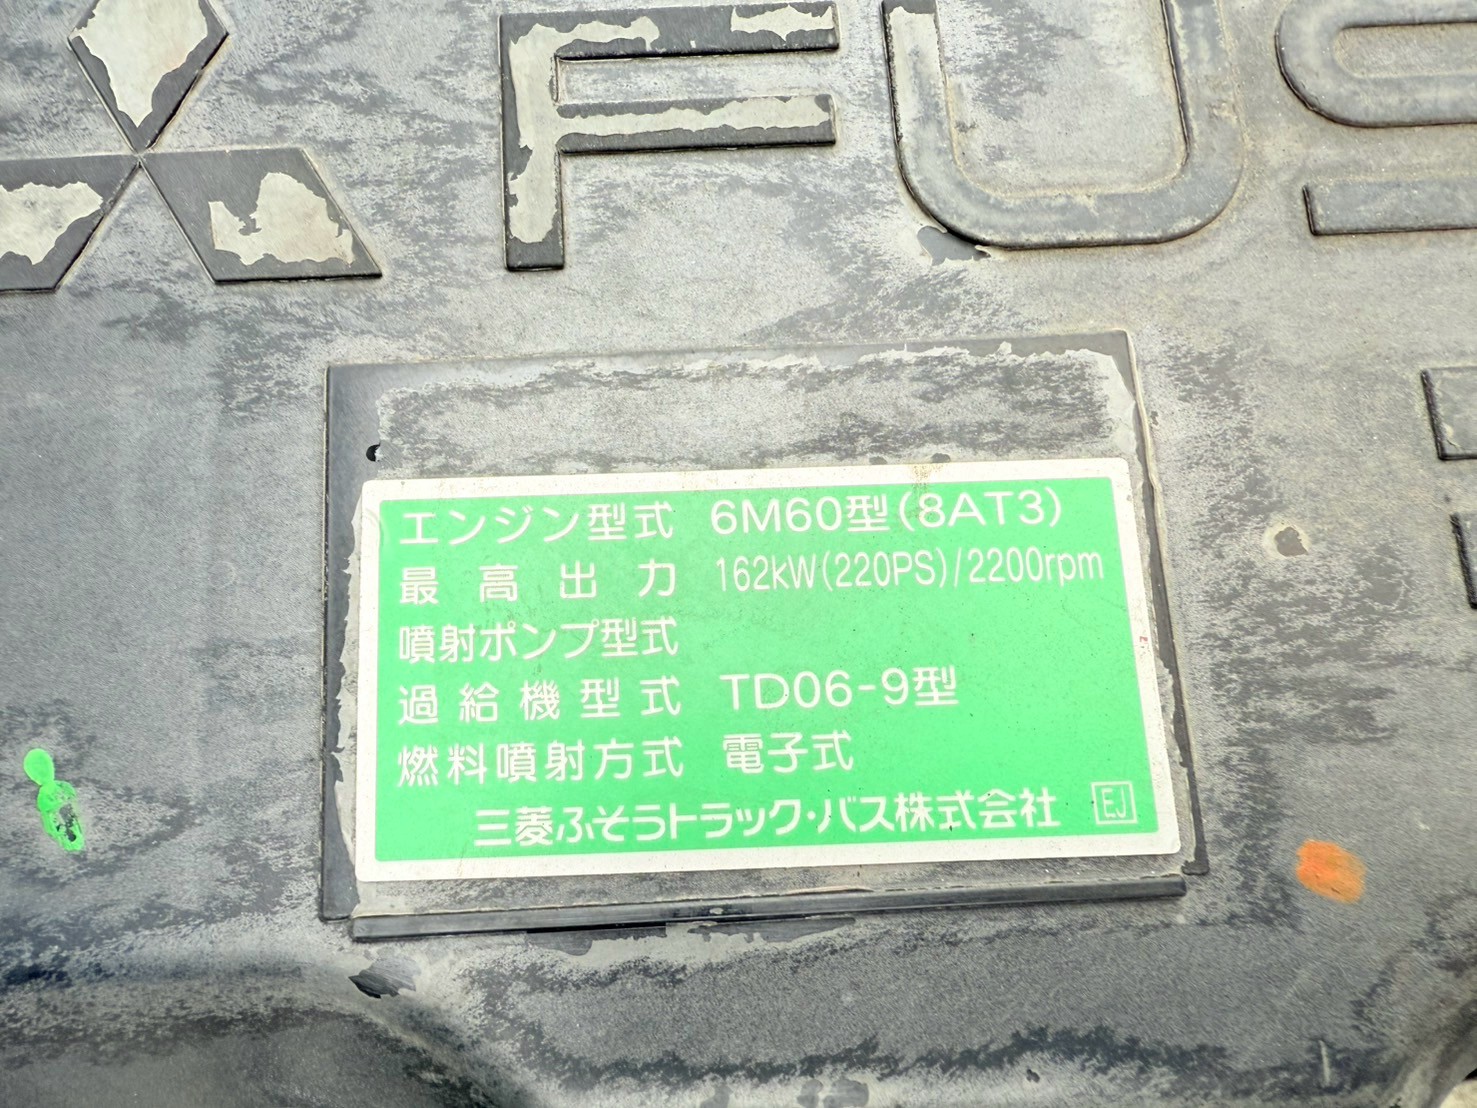 FUS
エンジン型式 6M60型(8AT3)
最高出力 162kW(220PS)/2200rpm
噴射ポンプ型式
過給機型式 TD06-9型
燃料噴射方式 電子式
三菱ふそうトラック・バス株式会社 EJ